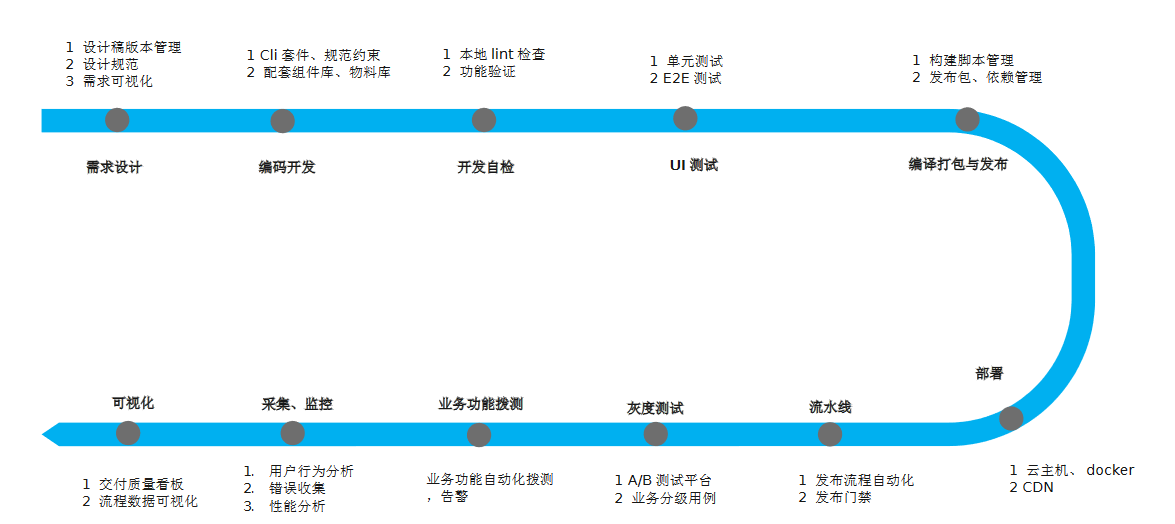 1 设计稿版本管理
2 设计规范
3 需求可视化
1 Cli 套件、规范约束
2 配套组件库、物料库
1 本地 lint 检查
2 功能验证
1 单元测试
2 E2E 测试
1 构建脚本管理
2 发布包、依赖管理
需求设计
编码开发
开发自检
UI 测试
编译打包与发布
部署
可视化
采集、监控
业务功能拨测
灰度测试
流水线
1 交付质量看板
2 流程数据可视化
1. 用户行为分析
2. 错误收集
3. 性能分析
业务功能自动化拨测
，告警
1 A/B 测试平台
2 业务分级用例
1 发布流程自动化
2 发布门禁
1 云主机、 docker
2 CDN